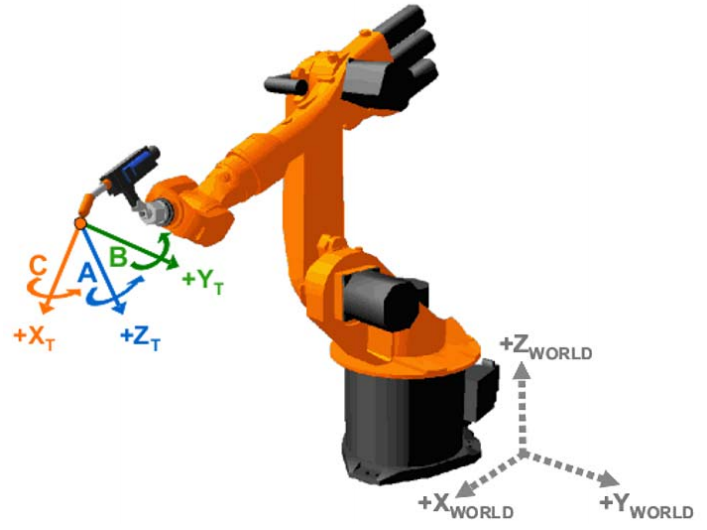 C
A
B
+Y_T
+X_T
+Z_T
+Z_WORLD
+X_WORLD
+Y_WORLD